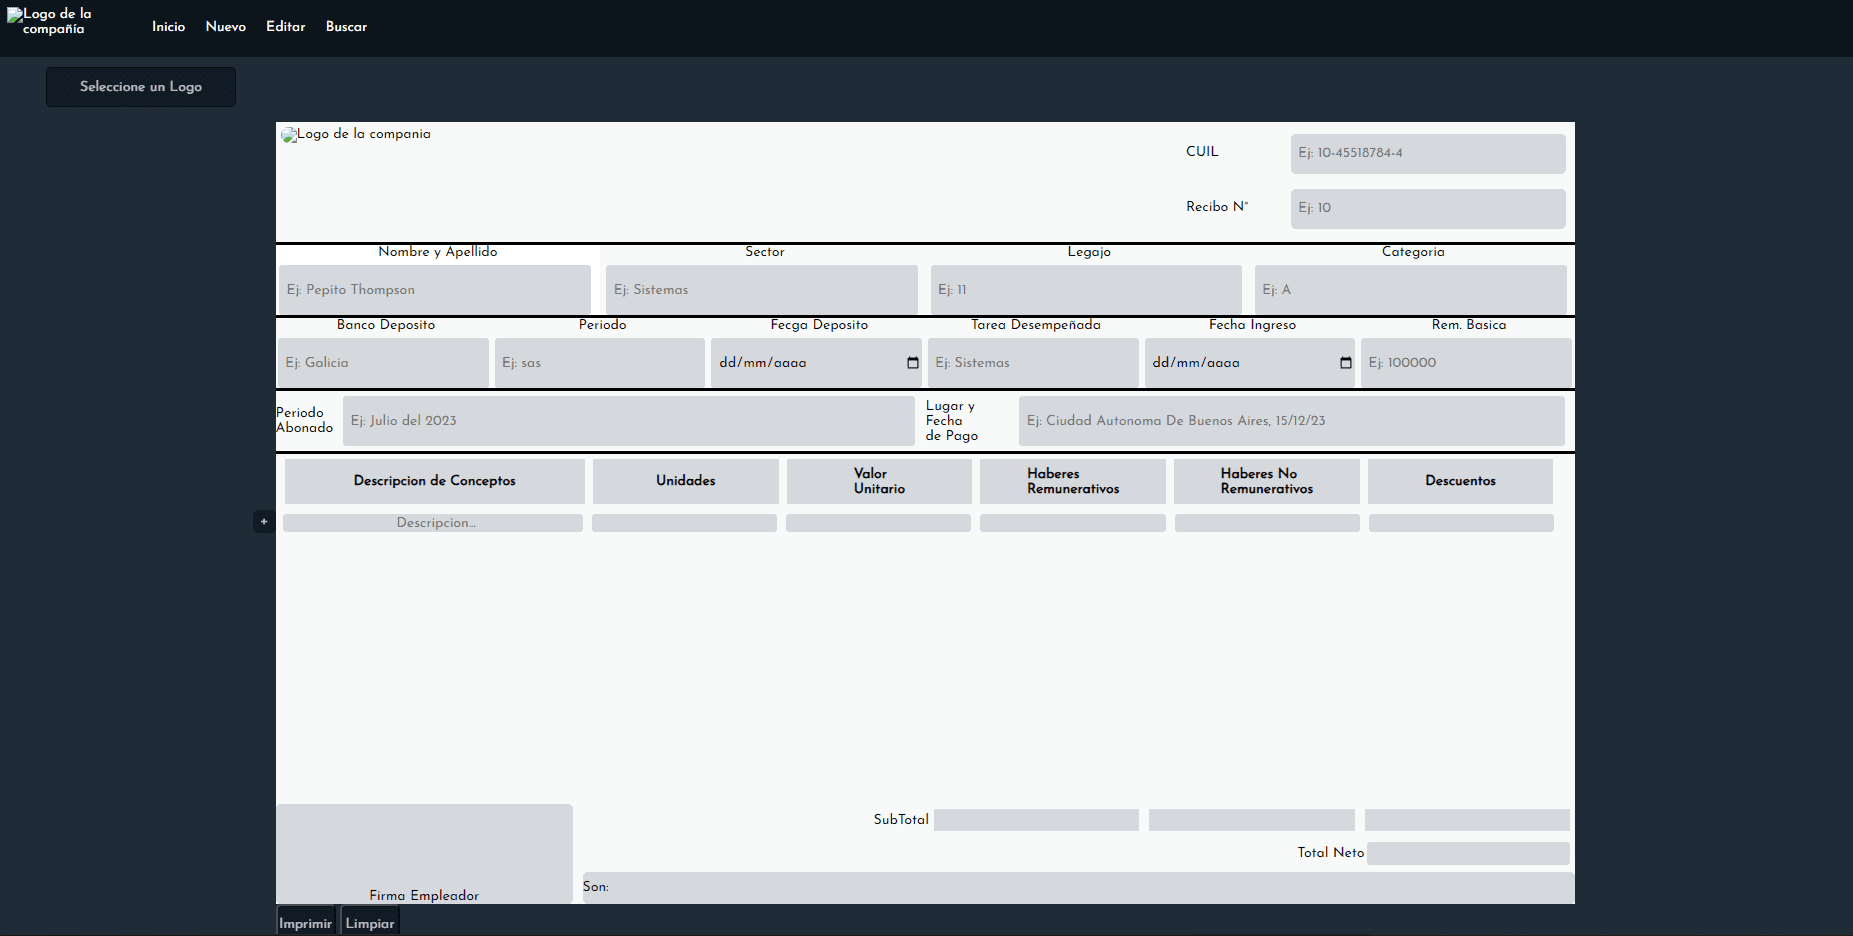 Logo de la
compañía
Inicio
Nuevo
Editar
Buscar
Seleccione un Logo
Logo de la compania
CUIL
Ej: 10-45518784-4
Recibo N°
Ej: 10
Nombre y Apellido
Sector
Legajo
Categoria
Ej: Pepito Thompson
Ej: Sistemas
Ej: 11
Ej: A
Banco Deposito
Periodo
Fecga Deposito
Tarea Desempeñada
Fecha Ingreso
Rem. Basica
Ej: Galicia
Ej: sas
dd/mm/aaaa
Ej: Sistemas
dd/mm/aaaa
Ej: 100000
Periodo
Abonado
Ej: Julio del 2023
Lugar y
Fecha
de Pago
Ej: Ciudad Autonoma De Buenos Aires, 15/12/23
Descripcion de Conceptos
Unidades
Valor
Unitario
Haberes
Remunerativos
Haberes No
Remunerativos
Descuentos
+
Descripcion...
SubTotal
Total Neto
Firma Empleador
Son:
Imprimir
Limpiar